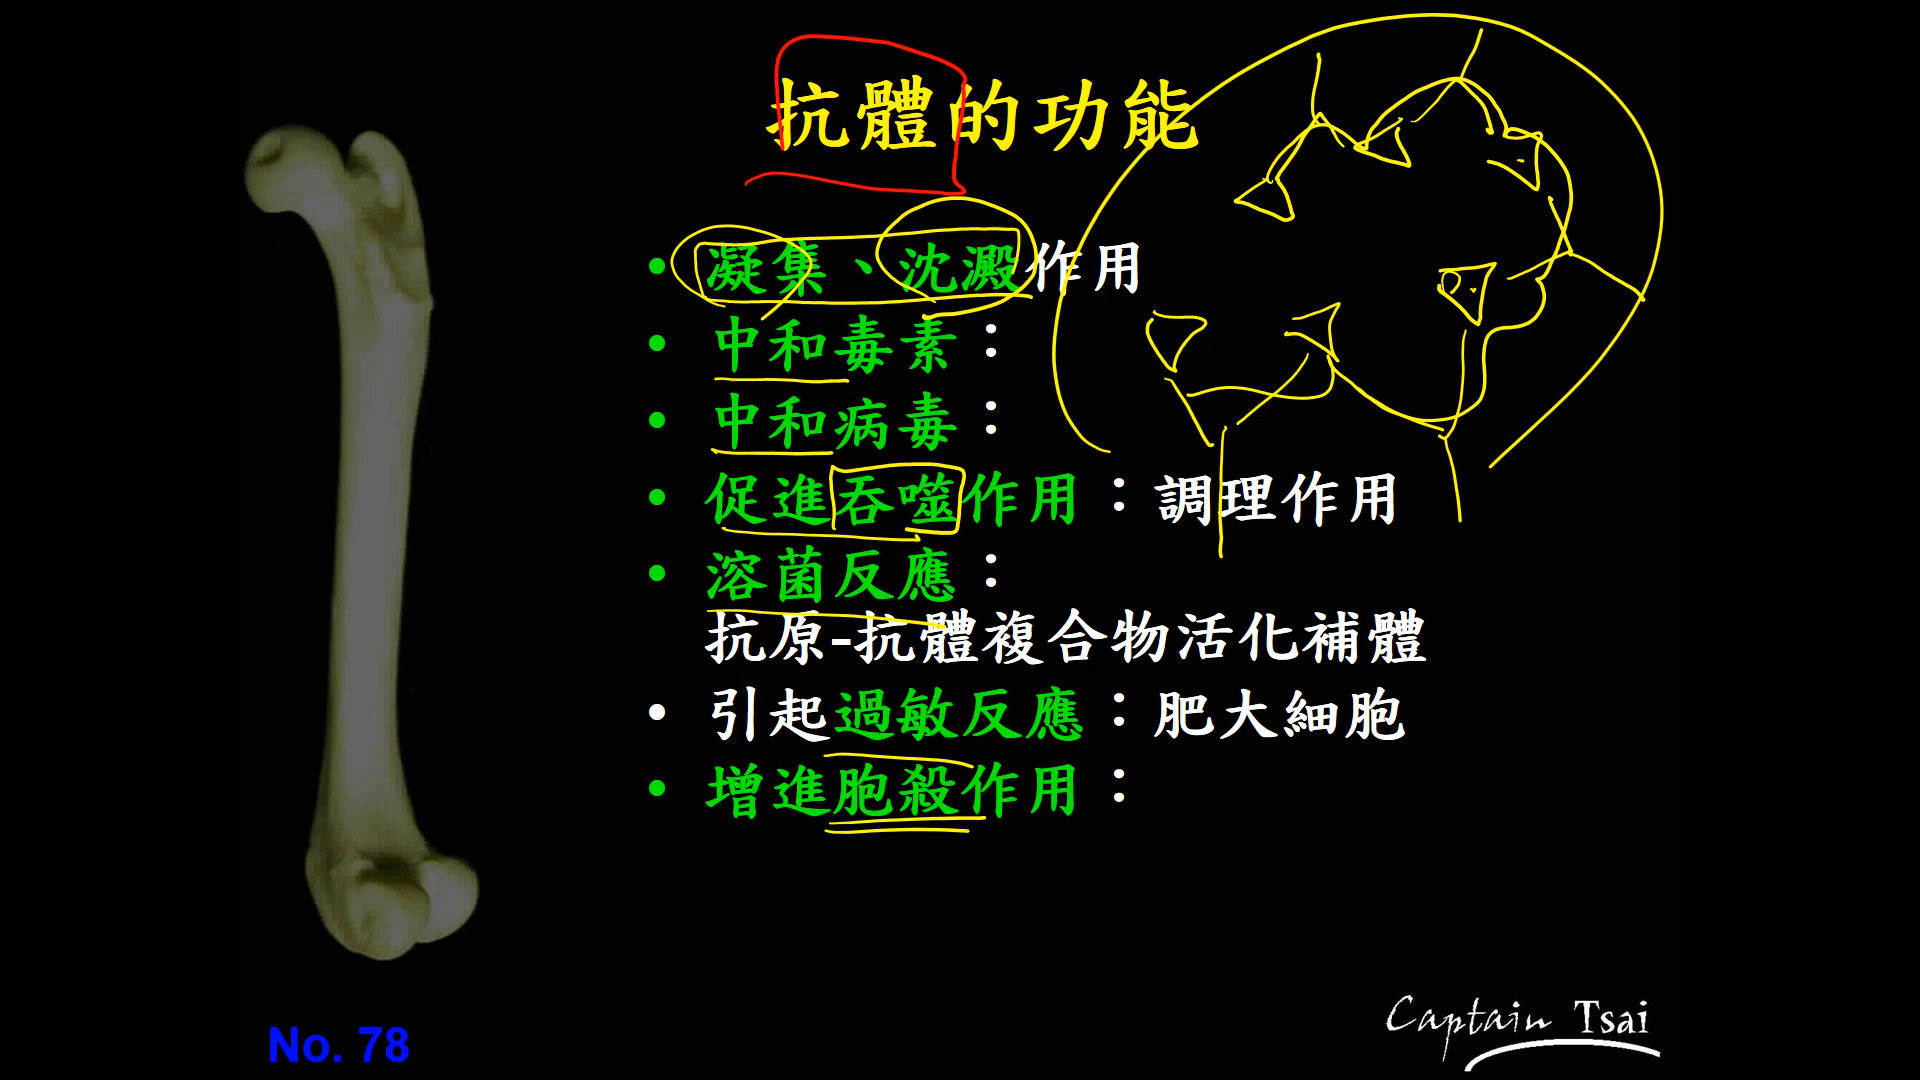 抗體的功能
• 凝集、沈澱作用
• 中和毒素：
• 中和病毒：
• 促進吞噬作用：調理作用
• 溶菌反應：
抗原-抗體複合物活化補體
• 引起過敏反應：肥大細胞
• 增進胞殺作用：
Captain Tsai
No. 78